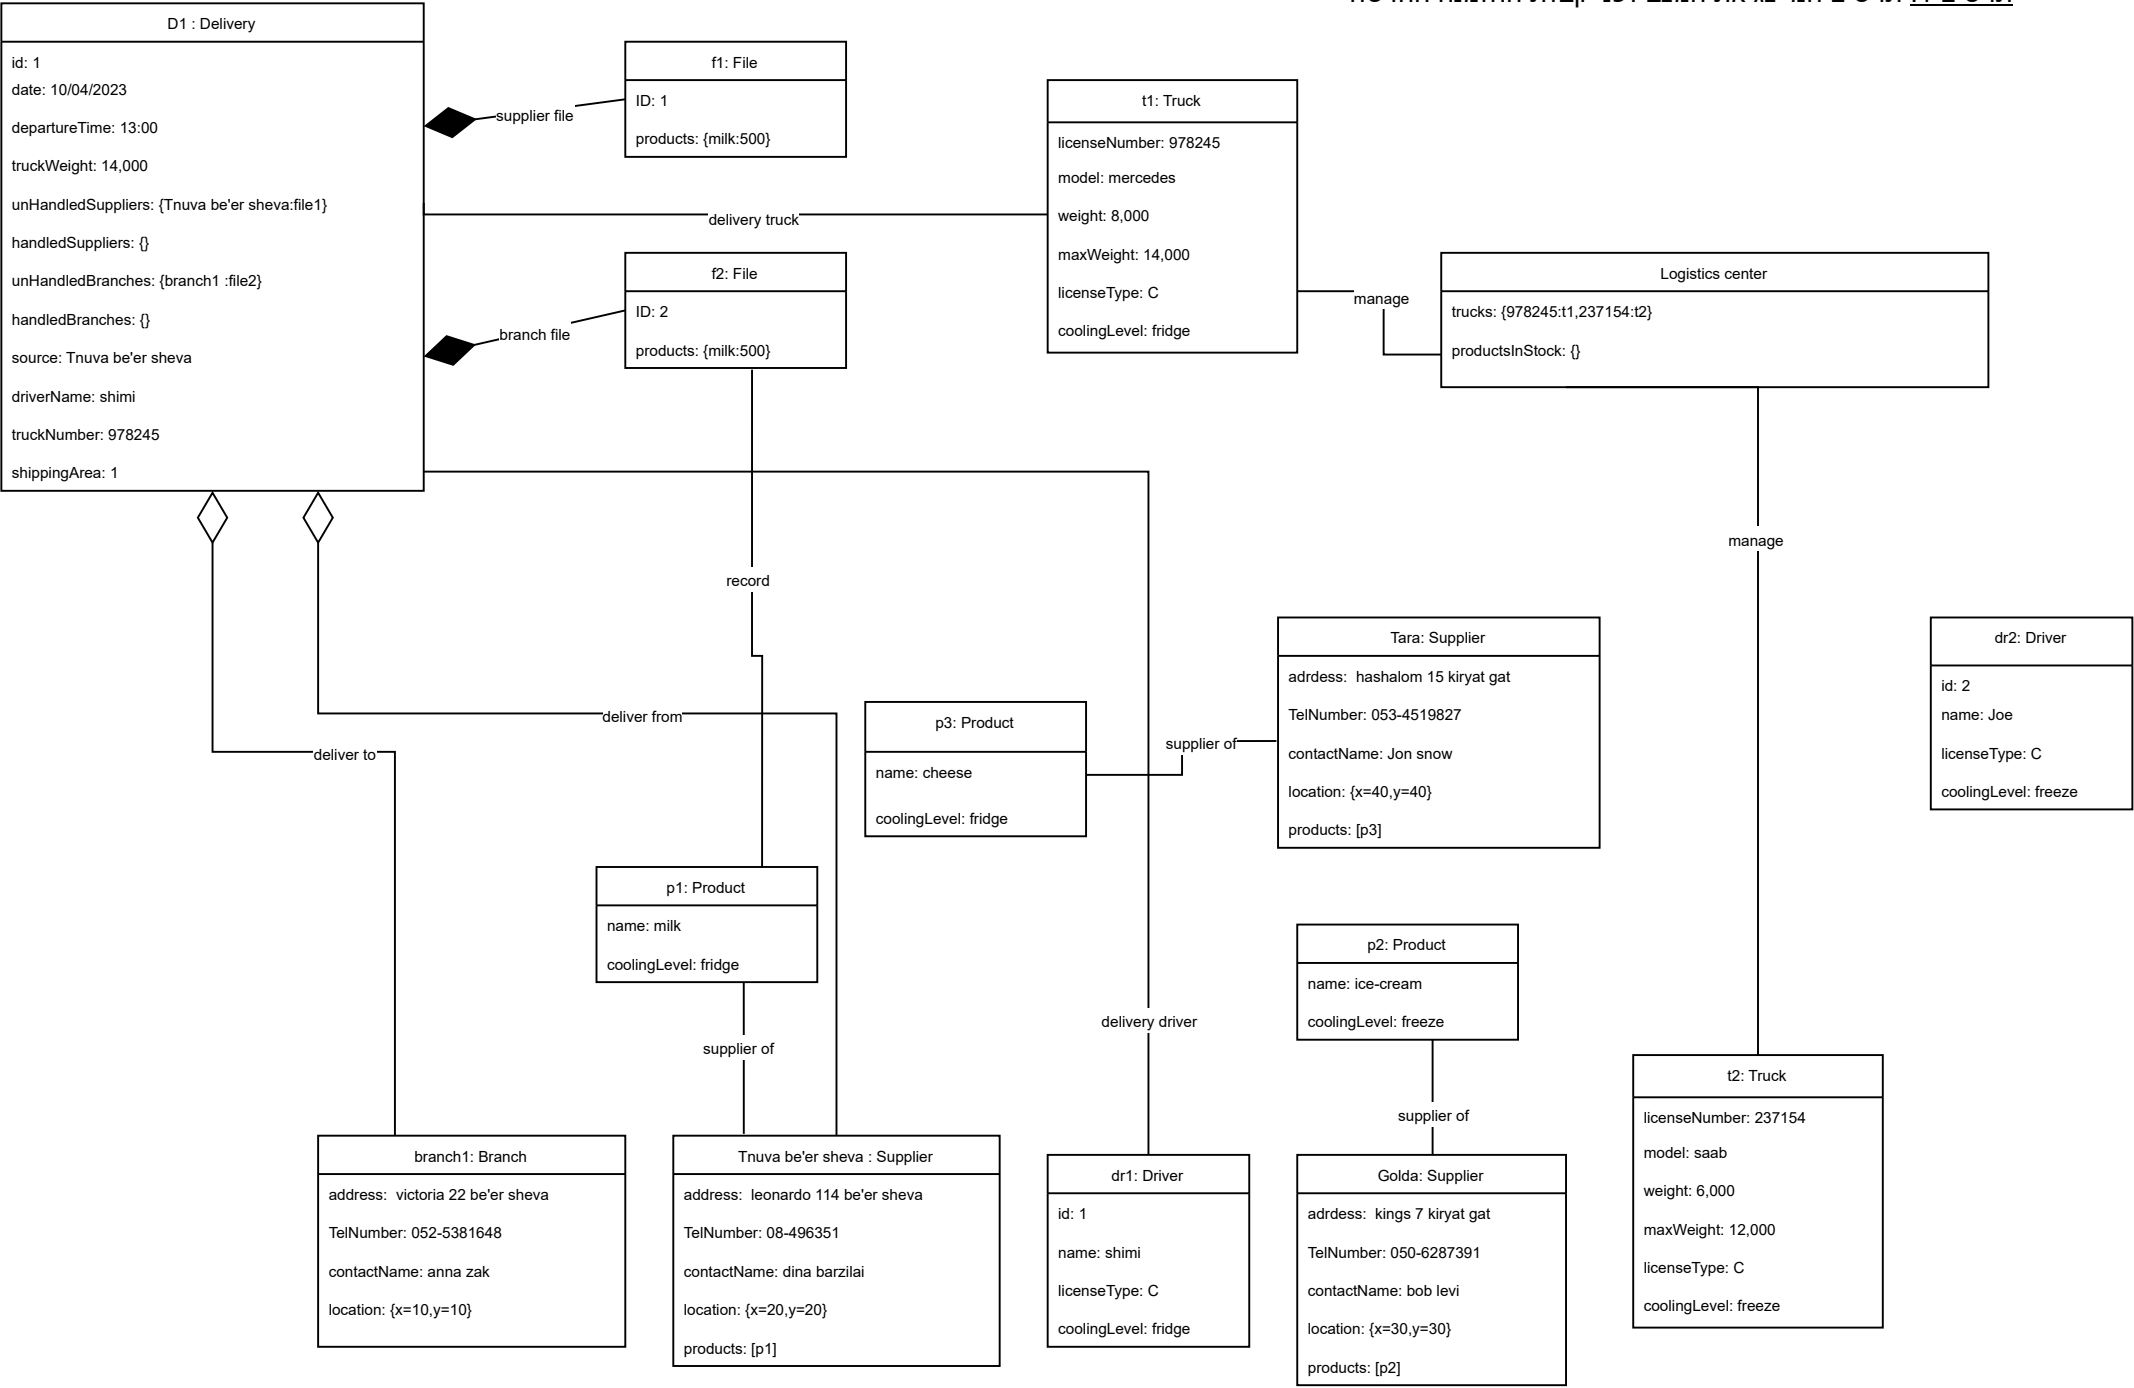 D1 : Delivery
id: 1
date: 10/04/2023
departureTime: 13:00
truckWeight: 14,000
unHandledSuppliers: {Tnuva be'er sheva:file1}
handledSuppliers: {}
unHandledBranches: {branch1 :file2}
handledBranches: {}
source: Tnuva be'er sheva
driverName: shimi
truckNumber: 978245
shippingArea: 1
supplier file
f1: File
ID: 1
products: {milk:500}
delivery truck
branch file
f2: File
ID: 2
products: {milk:500}
t1: Truck
licenseNumber: 978245
model: mercedes
weight: 8,000
maxWeight: 14,000
licenseType: C
coolingLevel: fridge
manage
Logistics center
trucks: {978245:t1,237154:t2}
productsInStock: {}
manage
record
deliver from
deliver to
p3: Product
name: cheese
coolingLevel: fridge
supplier of
Tara: Supplier
adrdess:  hashalom 15 kiryat gat
TelNumber: 053-4519827
contactName: Jon snow
location: {x=40,y=40}
products: [p3]
dr2: Driver
id: 2
name: Joe
licenseType: C
coolingLevel: freeze
p1: Product
name: milk
coolingLevel: fridge
supplier of
p2: Product
name: ice-cream
coolingLevel: freeze
delivery driver
supplier of
branch1: Branch
address:  victoria 22 be'er sheva
TelNumber: 052-5381648
contactName: anna zak
location: {x=10,y=10}
Tnuva be'er sheva : Supplier
address:  leonardo 114 be'er sheva
TelNumber: 08-496351
contactName: dina barzilai
location: {x=20,y=20}
products: [p1]
dr1: Driver
id: 1
name: shimi
licenseType: C
coolingLevel: fridge
Golda: Supplier
adrdess:  kings 7 kiryat gat
TelNumber: 050-6287391
contactName: bob levi
location: {x=30,y=30}
products: [p2]
t2: Truck
licenseNumber: 237154
model: saab
weight: 6,000
maxWeight: 12,000
licenseType: C
coolingLevel: freeze